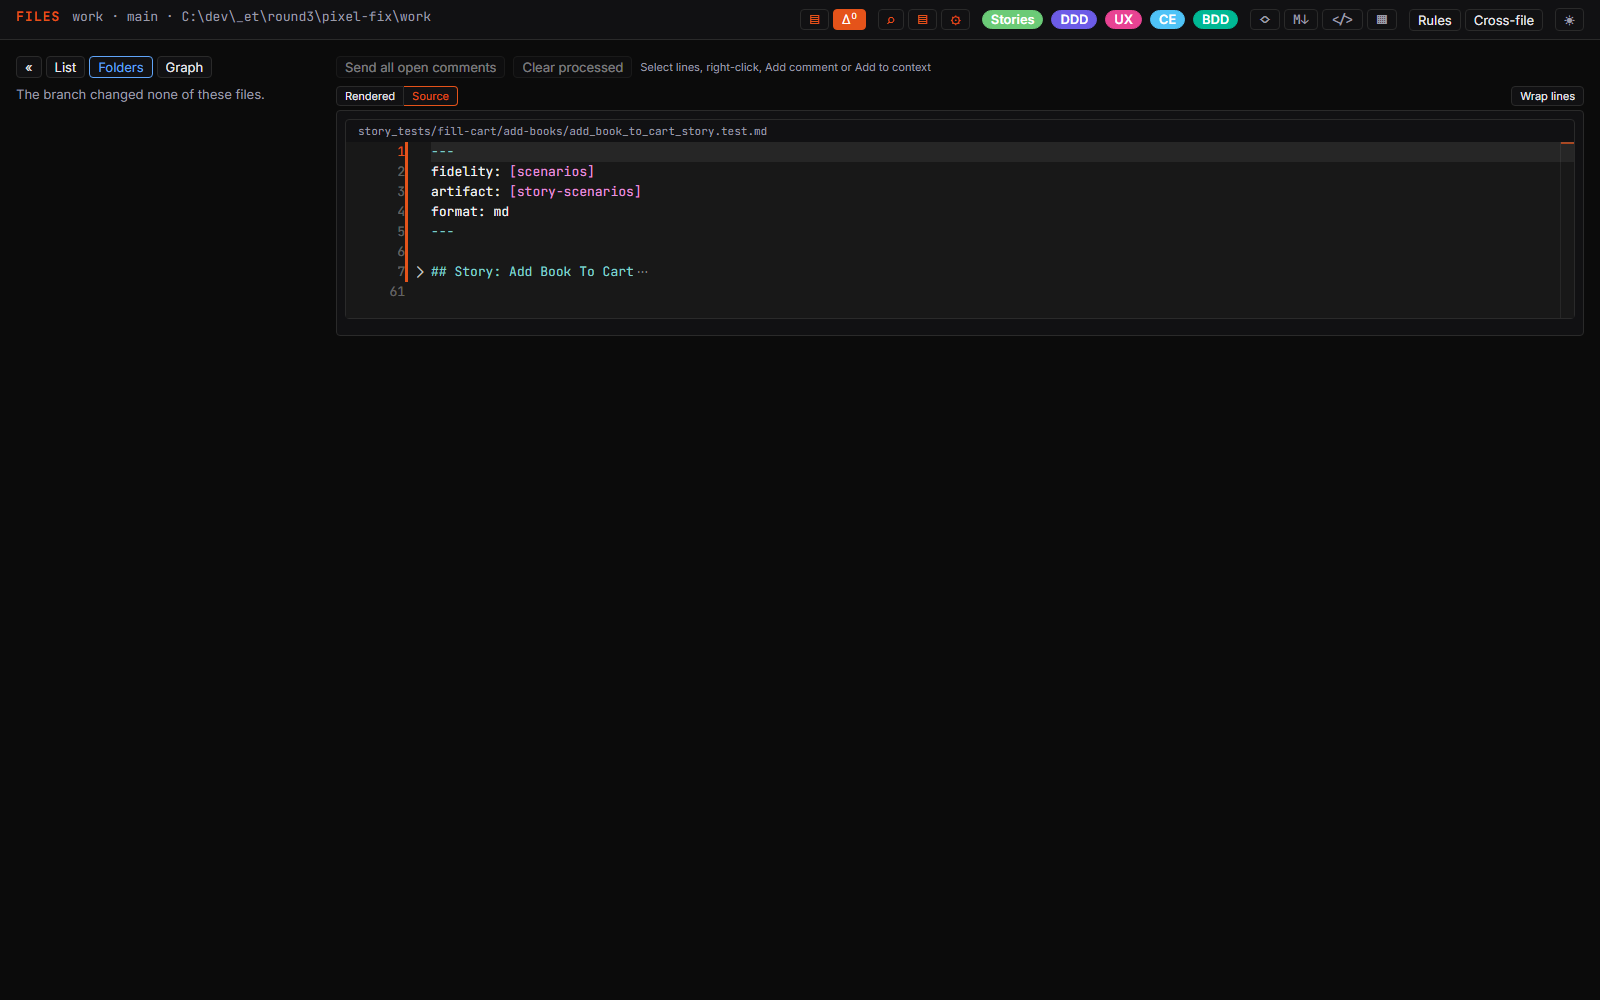 FILES work · main · C:\dev\_et\round3\pixel-fix\work
Δ0 Stories DDD UX CE BDD M↓ </> Rules Cross-file
« List Folders Graph
The branch changed none of these files.
Send all open comments Clear processed Select lines, right-click, Add comment or Add to context
Rendered Source Wrap lines
story_tests/fill-cart/add-books/add_book_to_cart_story.test.md
1 ---
2 fidelity: [scenarios]
3 artifact: [story-scenarios]
4 format: md
5 ---
6
7 ## Story: Add Book To Cart ···
61